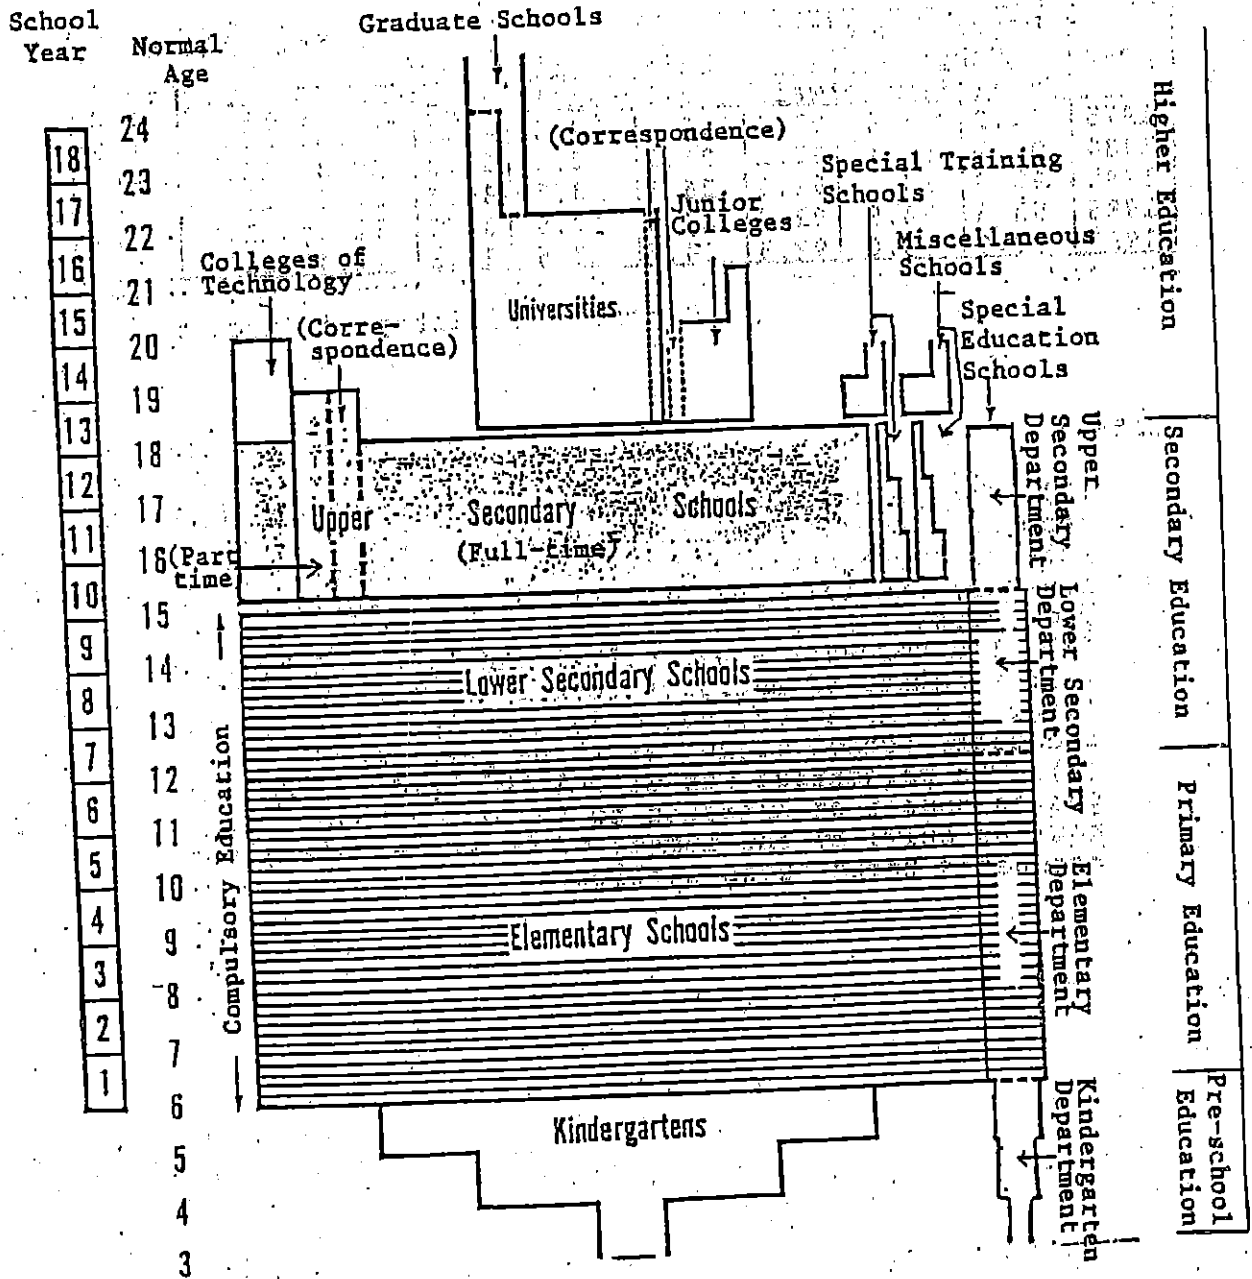 School
Year
Normal
Age
Graduate Schools
(Correspondence)
Special Training
Schools
Junior
Colleges
Miscellaneous
Schools
Colleges of
Technology
Universities
(Corre-
spondence)
Special
Education
Schools
Upper Secondary Schools
(Full-time)
(Part
time
Lower Secondary Schools
Elementary Schools
Kindergartens
Compulsory Education
18
17
16
15
14
13
12
11
10
9
8
7
6
5
4
3
2
1
24
23
22
21
20
19
18
17
16
15
14
13
12
11
10
9
8
7
6
5
4
3
Upper
Secondary
Department
Lower Secondary
Department
Elementary
Department
Kindergarten
Department
Higher Education
Secondary Education
Primary Education
Pre-school
Education